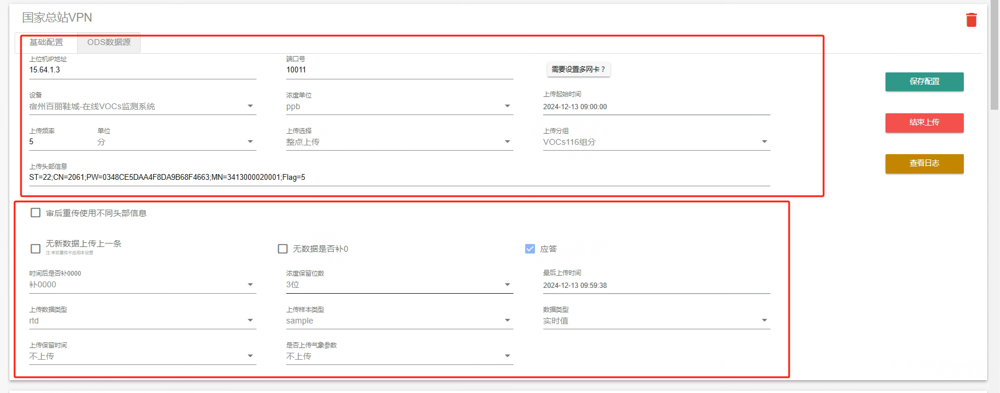 国家总站VPN
基础配置 ODS数据源
上位机IP地址 端口号
15.64.1.3 10011 需要设置多网卡？
保存配置
设备 浓度单位 上传起始时间
宿州百丽鞋城-在线VOCs监测系统 ppb 2024-12-13 09:00:00
结束上传
上传频率 单位 上传选择 上传分组
5 分 整点上传 VOCs116组分
查看日志
上传头部信息
ST=22;CN=2061;PW=0348CE5DAA4F8DA9B68F4663;MN=3413000020001;Flag=5
审后重传使用不同头部信息
无新数据上传上一条 无数据是否补0 应答
注:审后重传不应用本设置
时间后是否补0000 浓度保留位数 最后上传时间
补0000 3位 2024-12-13 09:59:38
上传数据类型 上传样本类型 数据类型
rtd sample 实时值
上传保留时间 是否上传气象参数
不上传 不上传